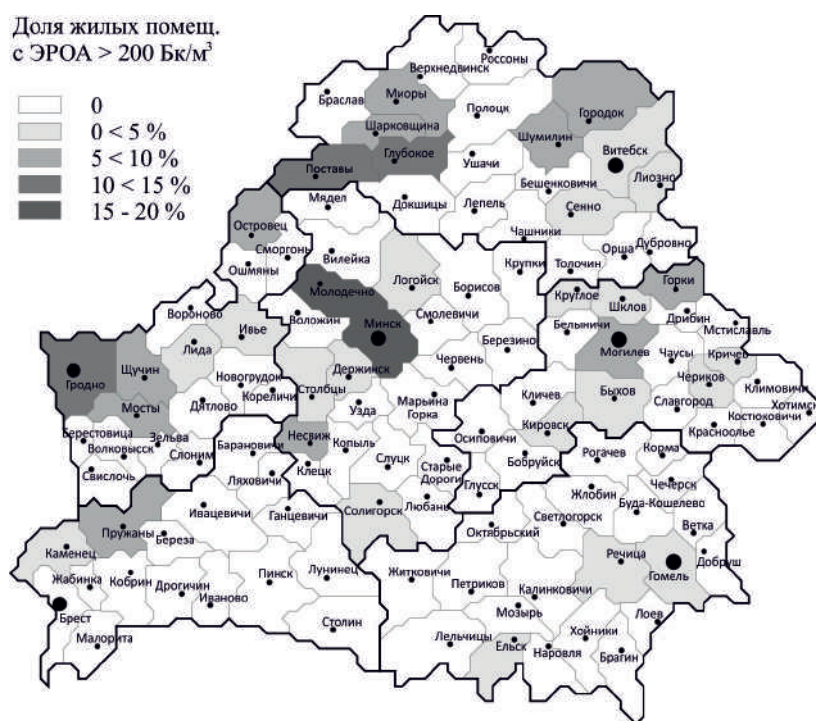 Доля жилых помещ.
с ЭРОА > 200 Бк/м³
0
0 < 5 %
5 < 10 %
10 < 15 %
15 - 20 %
Россоны
Верхнедвинск
Браслав
Миоры
Полоцк
Городок
Шарковщина
Шумилин
Витебск
Глубокое
Поставы
Ушачи
Лиозно
Бешенковичи
Мядел
Докшицы
Лепель
Сенно
Островец
Чашники
Сморгонь
Вилейка
Орша
Дубровно
Ошмяны
Крупки
Толочин
Логойск
Борисов
Молодечно
Горки
Круглое
Шклов
Вороново
Воложин
Смолевичи
Дрибин
Ивье
Минск
Белыничи
Мстиславль
Лида
Березино
Могилев
Чаусы
Кричев
Щучин
Червень
Гродно
Держинск
Новогрудок
Чериков
Климовичи
Столбцы
Кореличи
Марьина
Горка
Кличев
Быхов
Хотимск
Мосты
Дятлово
Узда
Славгород
Костюковичи
Берестовица
Зельва
Несвиж
Кировск
Красноолье
Барановичи
Копыль
Осиповичи
Волковысск
Слоним
Клецк
Слуцк
Бобруйск
Рогачев
Корма
Свислочь
Ляховичи
Старые
Дороги
Глусск
Чечерск
Солигорск
Любань
Жлобин
Ивацевичи
Ганцевичи
Буда-Кошелево
Пружаны
Светлогорск
Октябрьский
Ветка
Береза
Каменец
Речица
Добруш
Гомель
Жабинка
Кобрин
Дрогичин
Пинск
Лунинец
Житковичи
Петриков
Калинковичи
Иваново
Брест
Мозырь
Лоев
Столин
Малорита
Лельчицы
Ельск
Хойники
Наровля
Брагин